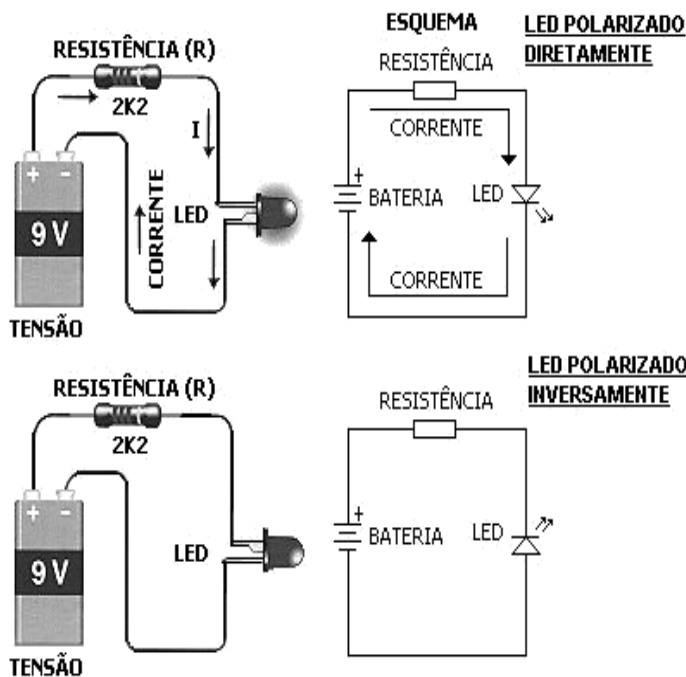 ESQUEMA
LED POLARIZADO
DIRETAMENTE
RESISTÊNCIA (R)
2K2
I
CORRENTE
LED
+ -
9 V
TENSÃO
RESISTÊNCIA
CORRENTE
+
BATERIA
LED
CORRENTE
LED POLARIZADO
INVERSAMENTE
RESISTÊNCIA (R)
2K2
LED
+ -
9 V
TENSÃO
RESISTÊNCIA
+
BATERIA
LED